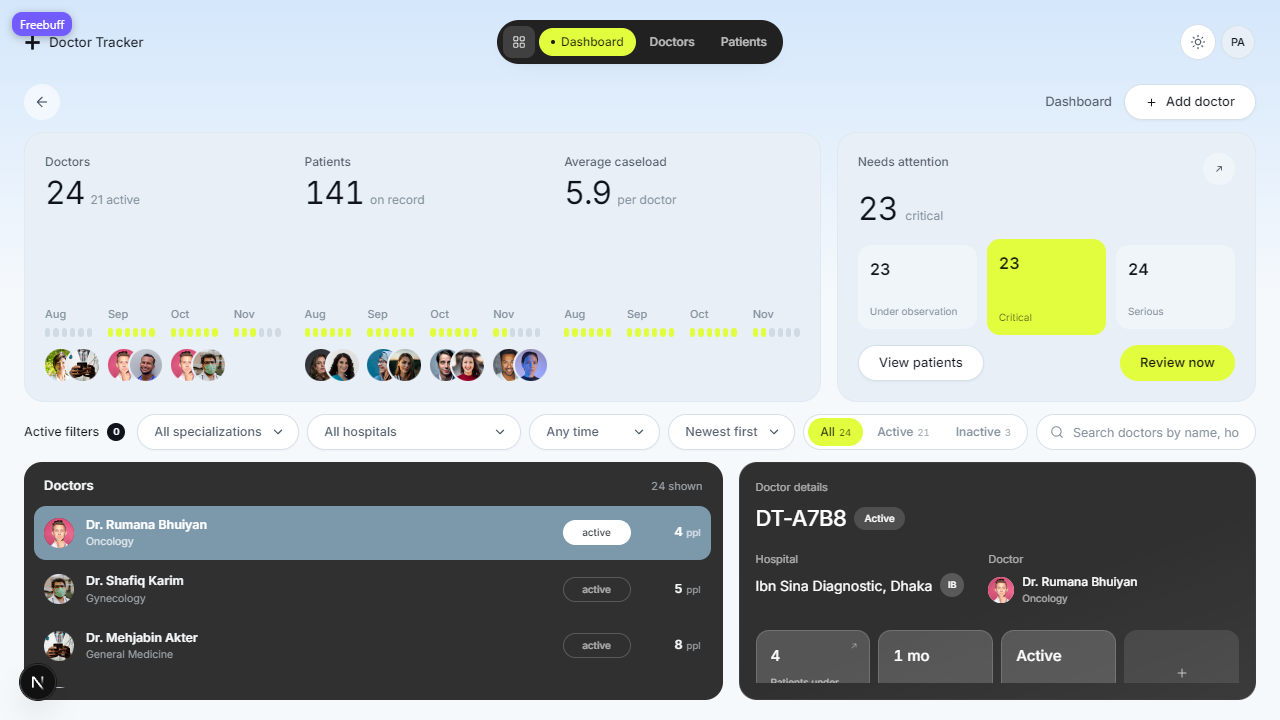 Freebuff
Doctor Tracker
Dashboard
Doctors
Patients
PA
Dashboard
Add doctor
Doctors
24 21 active
Patients
141 on record
Average caseload
5.9 per doctor
Aug Sep Oct Nov
Aug Sep Oct Nov
Aug Sep Oct Nov
Needs attention
23 critical
23
Under observation
23
Critical
24
Serious
View patients
Review now
Active filters 0
All specializations
All hospitals
Any time
Newest first
All 24
Active 21
Inactive 3
Search doctors by name, ho
Doctors
24 shown
Dr. Rumana Bhuiyan
Oncology
active
4 ppl
Dr. Shafiq Karim
Gynecology
active
5 ppl
Dr. Mehjabin Akter
General Medicine
active
8 ppl
N
Doctor details
DT-A7B8 Active
Hospital
Ibn Sina Diagnostic, Dhaka IB
Doctor
Dr. Rumana Bhuiyan
Oncology
4
Patients under
1 mo
Active